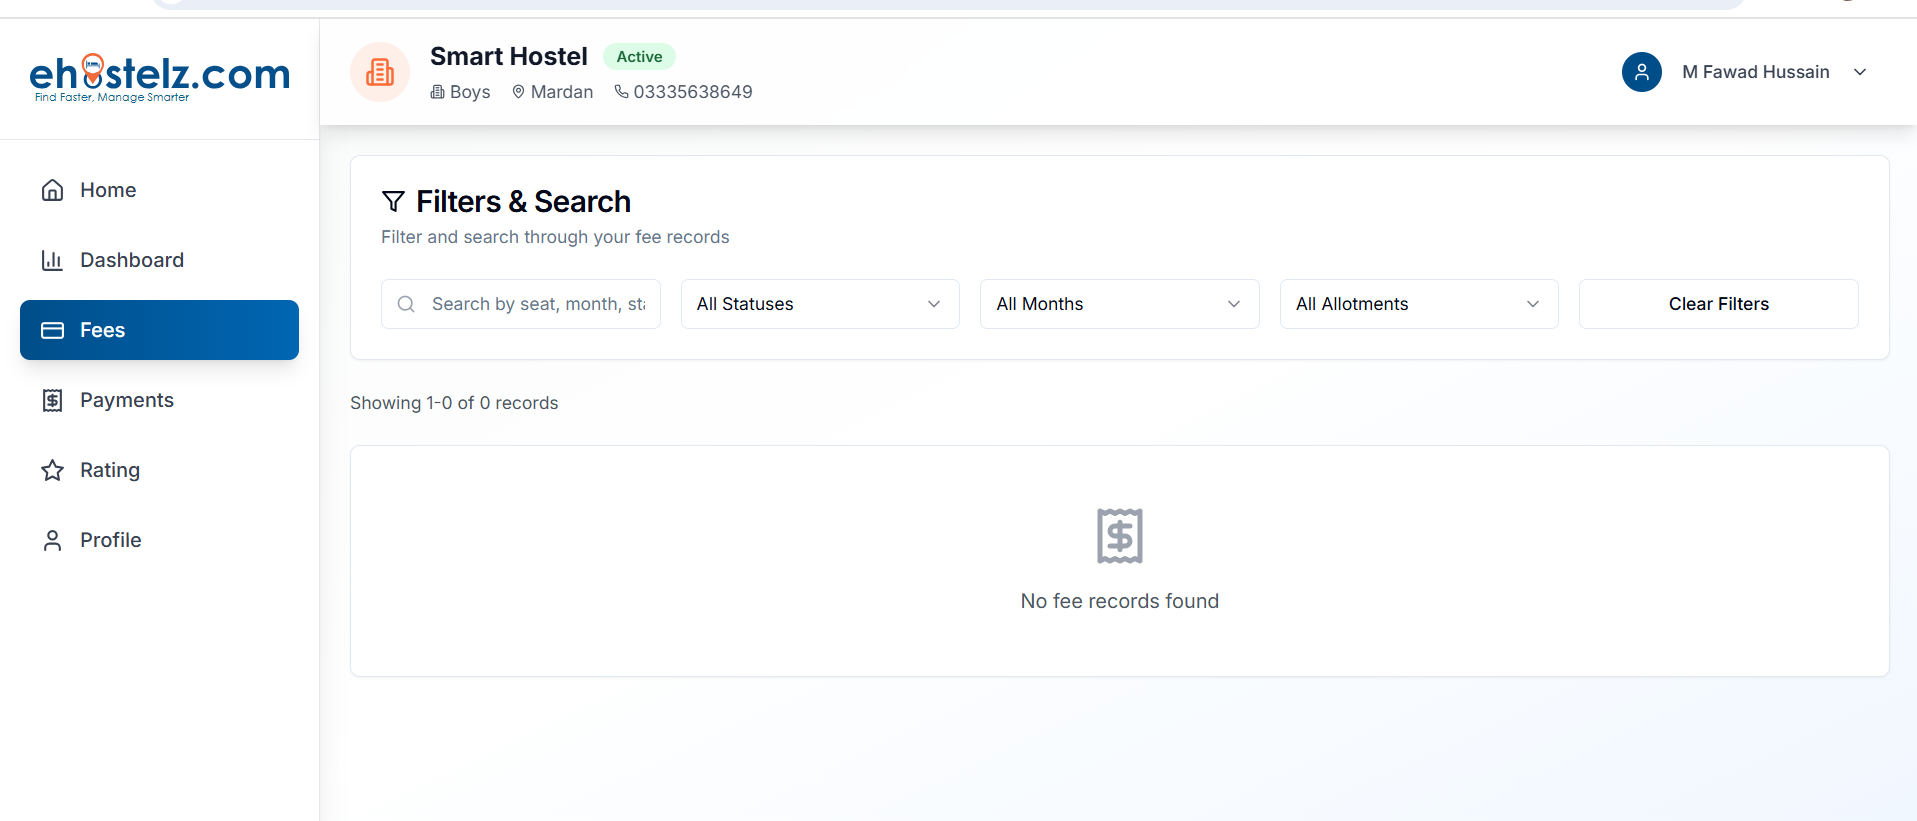 ehostelz.com
Find Faster, Manage Smarter
Smart Hostel Active
Boys Mardan 03335638649
M Fawad Hussain
Home
Dashboard
Fees
Payments
Rating
Profile
Filters & Search
Filter and search through your fee records
Search by seat, month, sta
All Statuses
All Months
All Allotments
Clear Filters
Showing 1-0 of 0 records
No fee records found